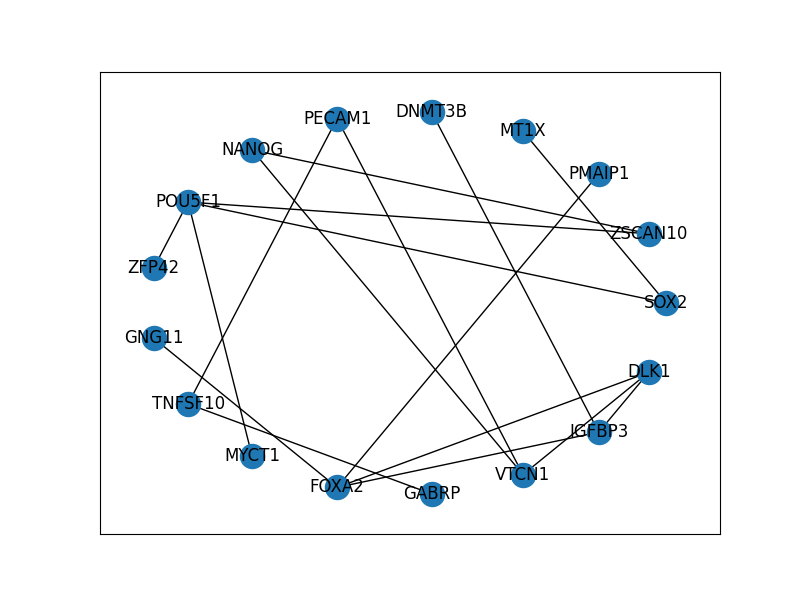 DNMT3B
PECAM1
MT1X
NANOG
PMAIP1
POU5F1
ZSCAN10
ZFP42
SOX2
GNG11
DLK1
TNFSF10
IGFBP3
MYCT1
VTCN1
FOXA2
GABRP